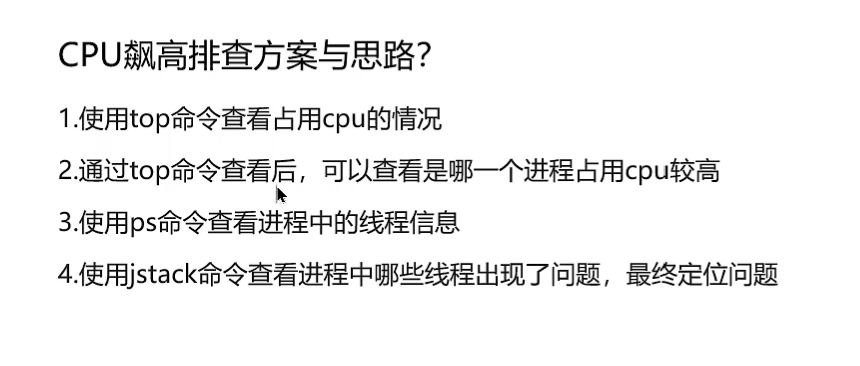 CPU飙高排查方案与思路?
1.使用top命令查看占用cpu的情况
2.通过top命令查看后，可以查看是哪一个进程占用cpu较高
3.使用ps命令查看进程中的线程信息
4.使用jstack命令查看进程中哪些线程出现了问题，最终定位问题